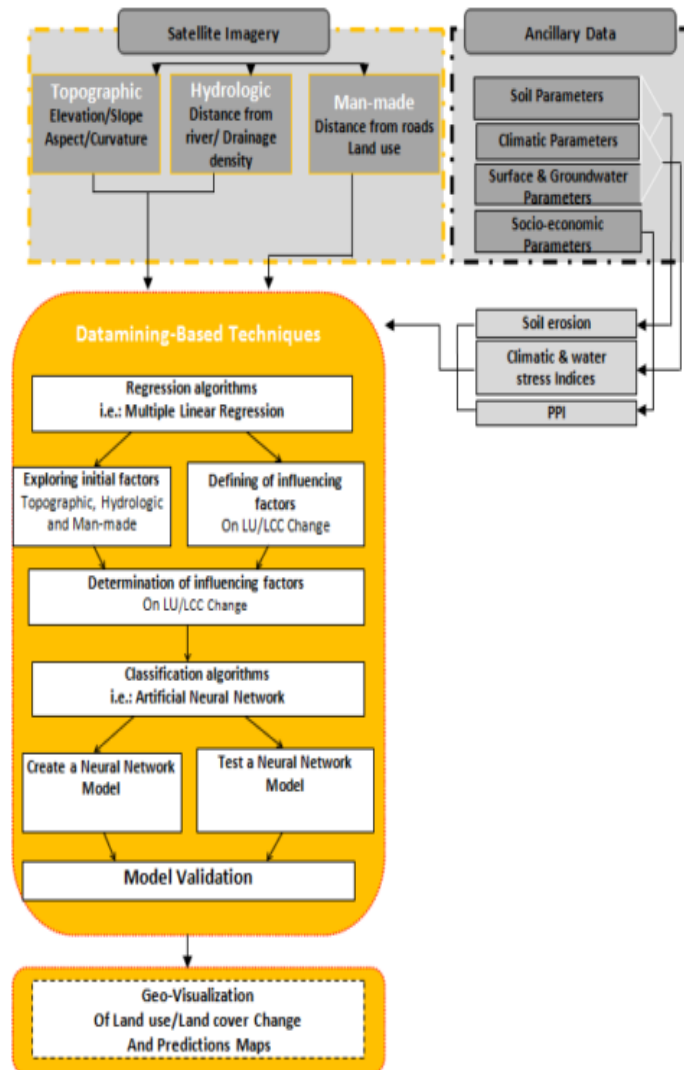 Satellite Imagery
Ancillary Data
Topographic
Elevation/Slope
Aspect/Curvature
Hydrologic
Distance from
river/ Drainage
density
Man-made
Distance from roads
Land use
Soil Parameters
Climatic Parameters
Surface & Groundwater
Parameters
Socio-economic
Parameters
Soil erosion
Climatic & water
stress Indices
PPI
Datamining-Based Techniques
Regression algorithms
i.e.: Multiple Linear Regression
Exploring initial factors
Topographic, Hydrologic
and Man-made
Defining of influencing
factors
On LU/LCC Change
Determination of influencing factors
On LU/LCC Change
Classification algorithms
i.e.: Artificial Neural Network
Create a Neural Network
Model
Test a Neural Network
Model
Model Validation
Geo-Visualization
Of Land use/Land cover Change
And Predictions Maps